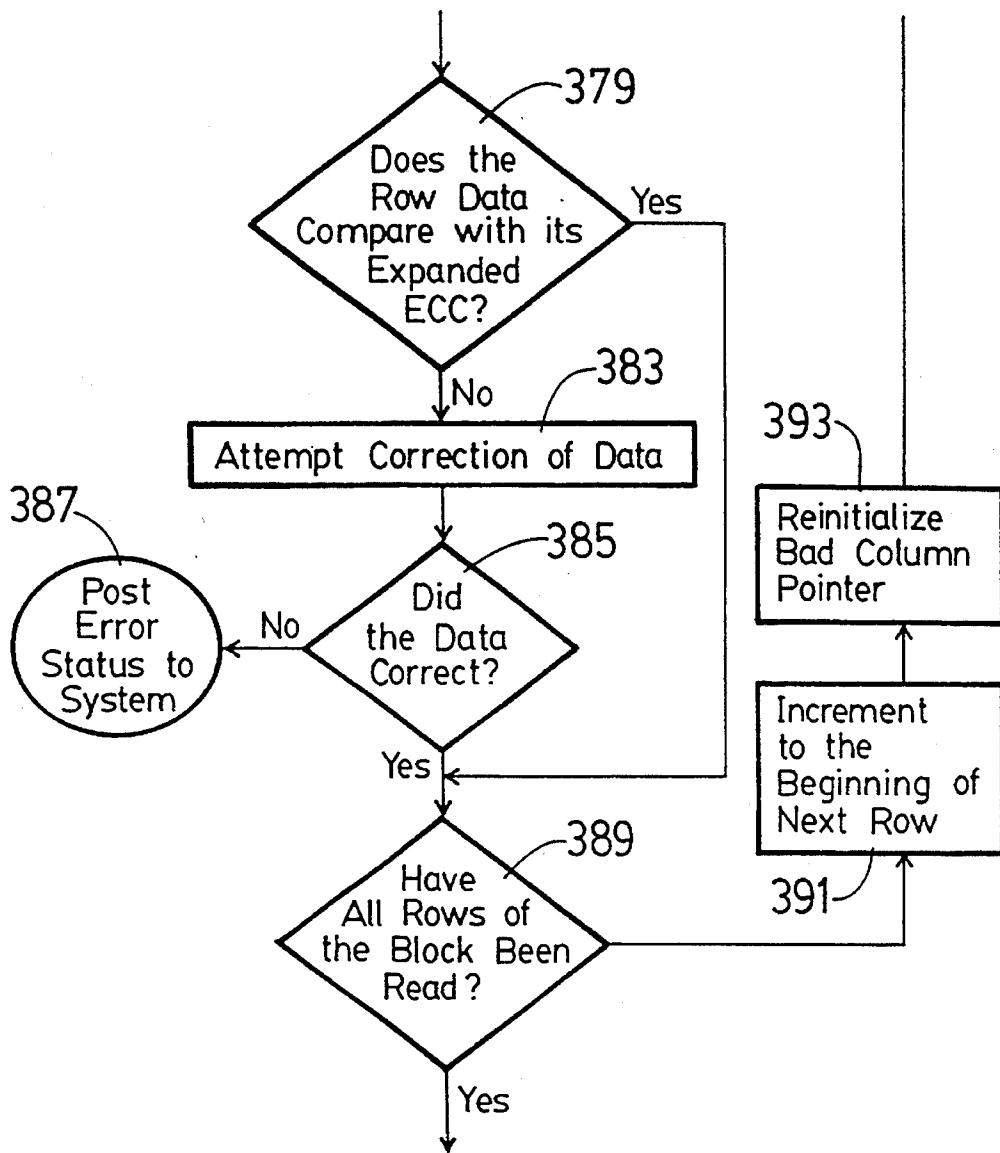 379
Does the
Row Data
Compare with its
Expanded
ECC?
Yes
No
383
Attempt Correction of Data
393
Reinitialize
Bad Column
Pointer
387
Post
Error
Status to
System
No
385
Did
the Data
Correct?
Yes
Increment
to the
Beginning of
Next Row
391
389
Have
All Rows of
the Block Been
Read?
Yes